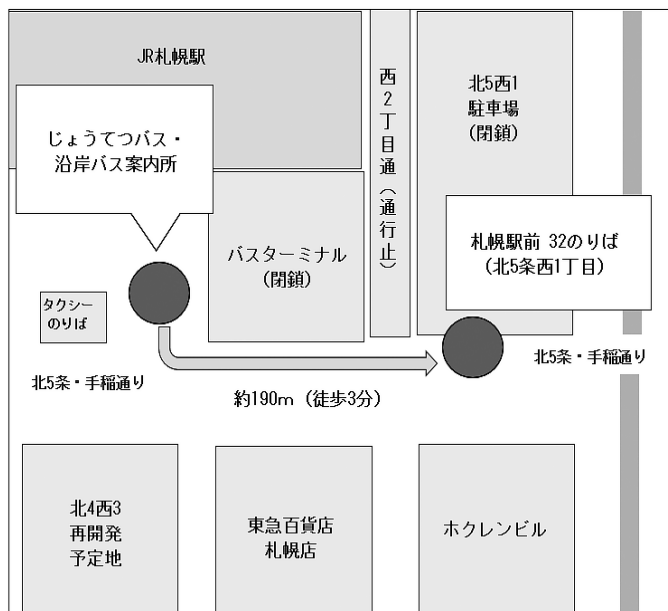 JR札幌駅
じょうてつバス・
沿岸バス案内所
西2丁目通（通行止）
北5西1
駐車場
(閉鎖)
バスターミナル
(閉鎖)
札幌駅前 32のりば
(北5条西1丁目)
タクシー
のりば
北5条・手稲通り
北5条・手稲通り
約190m (徒歩3分)
北4西3
再開発
予定地
東急百貨店
札幌店
ホクレンビル